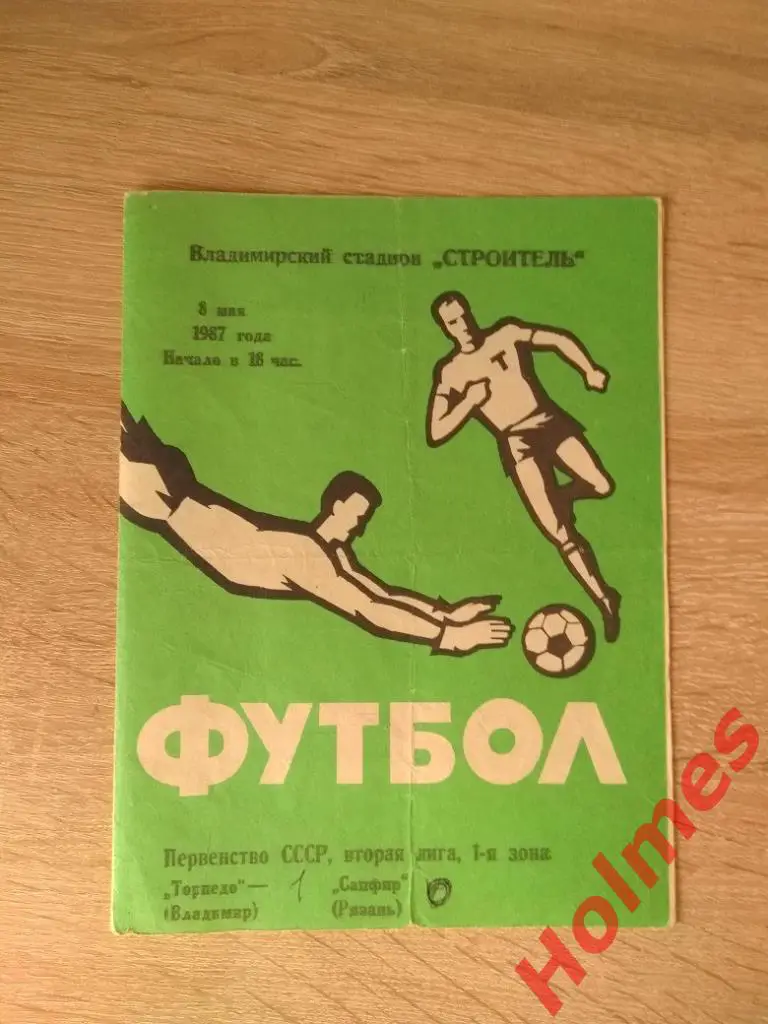 Владимирский стадион „СТРОИТЕЛЬ“
8 мая
1987 года
Начало в 18 час.
Т
ФУТБОЛ
Первенство СССР, вторая лига, 1-я зона
„Торпедо“ — 1 „Сапфир“ 0
(Владимир) (Рязань)
Holmes